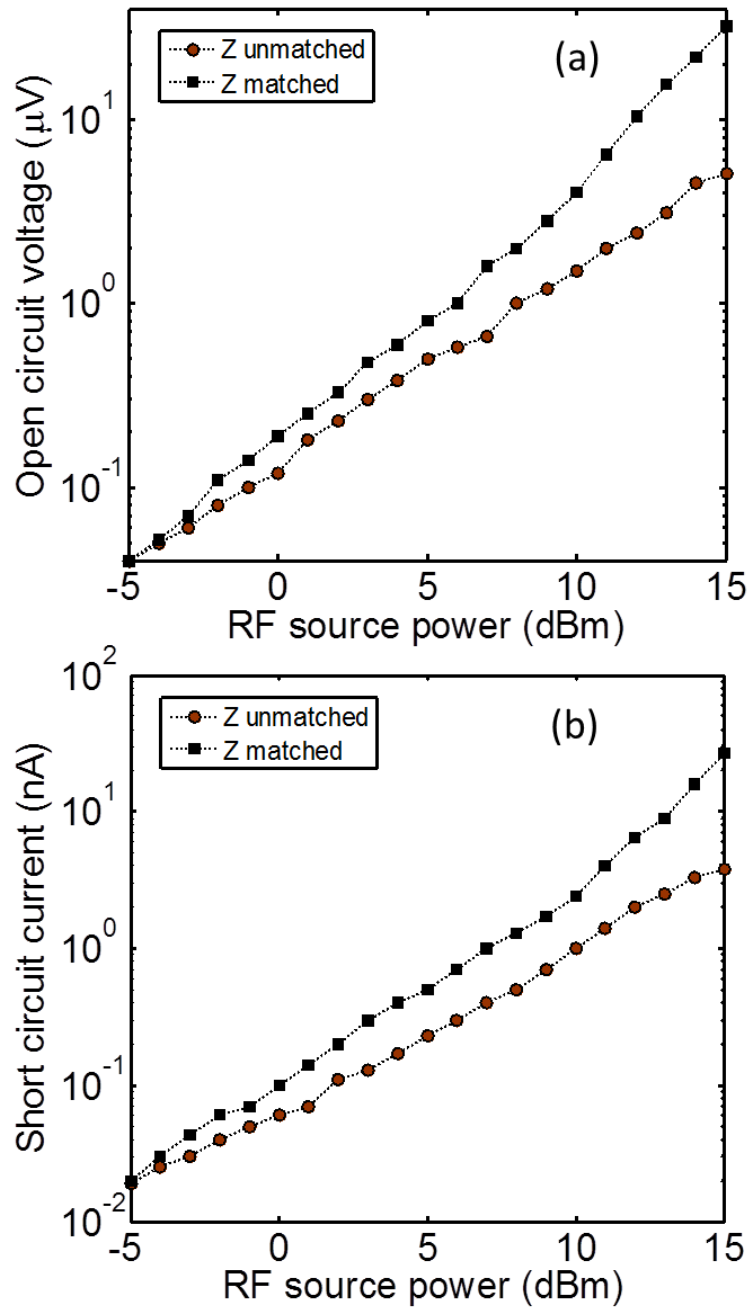 Open circuit voltage (μV)
10^1
10^0
10^-1
Z unmatched
Z matched
(a)
-5 0 5 10 15
RF source power (dBm)
Short circuit current (nA)
10^2
10^1
10^0
10^-1
10^-2
Z unmatched
Z matched
(b)
-5 0 5 10 15
RF source power (dBm)